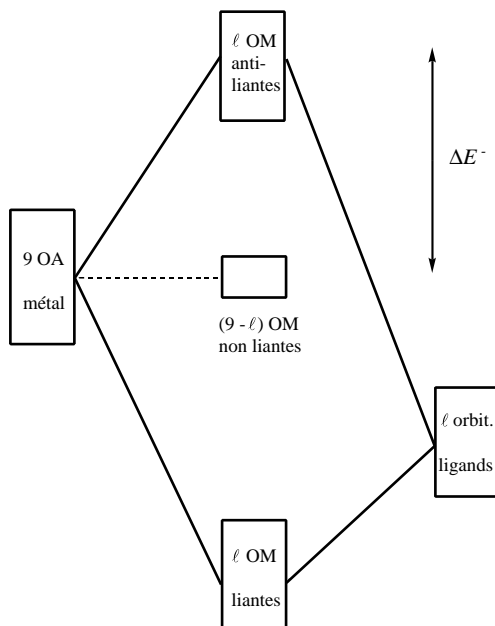 ℓ OM
anti-
liantes
ΔE -
9 OA
métal
(9 - ℓ) OM
non liantes
ℓ orbit.
ligands
ℓ OM
liantes